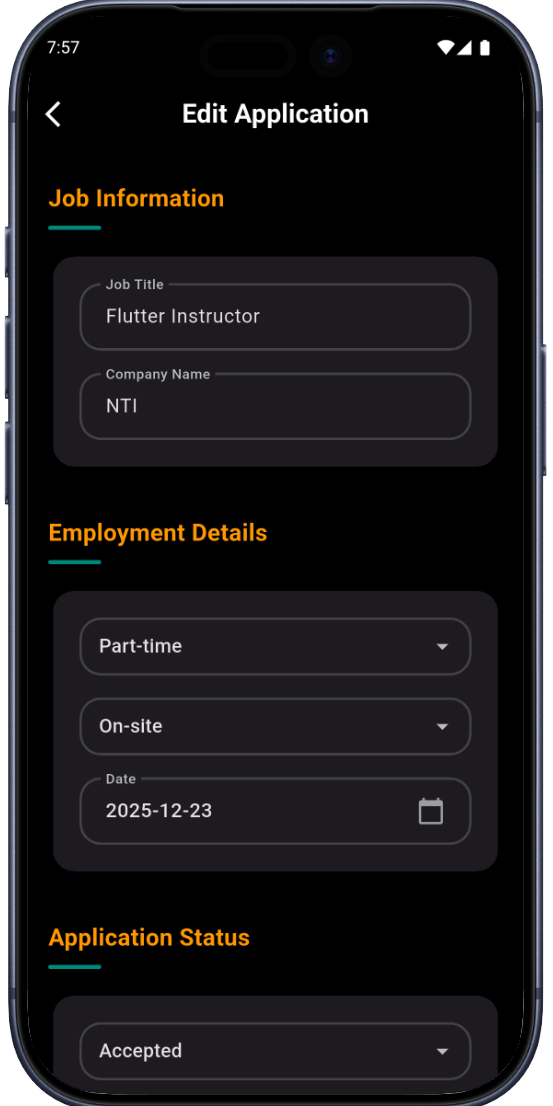 7:57
Edit Application
Job Information
Job Title
Flutter Instructor
Company Name
NTI
Employment Details
Part-time
On-site
Date
2025-12-23
Application Status
Accepted